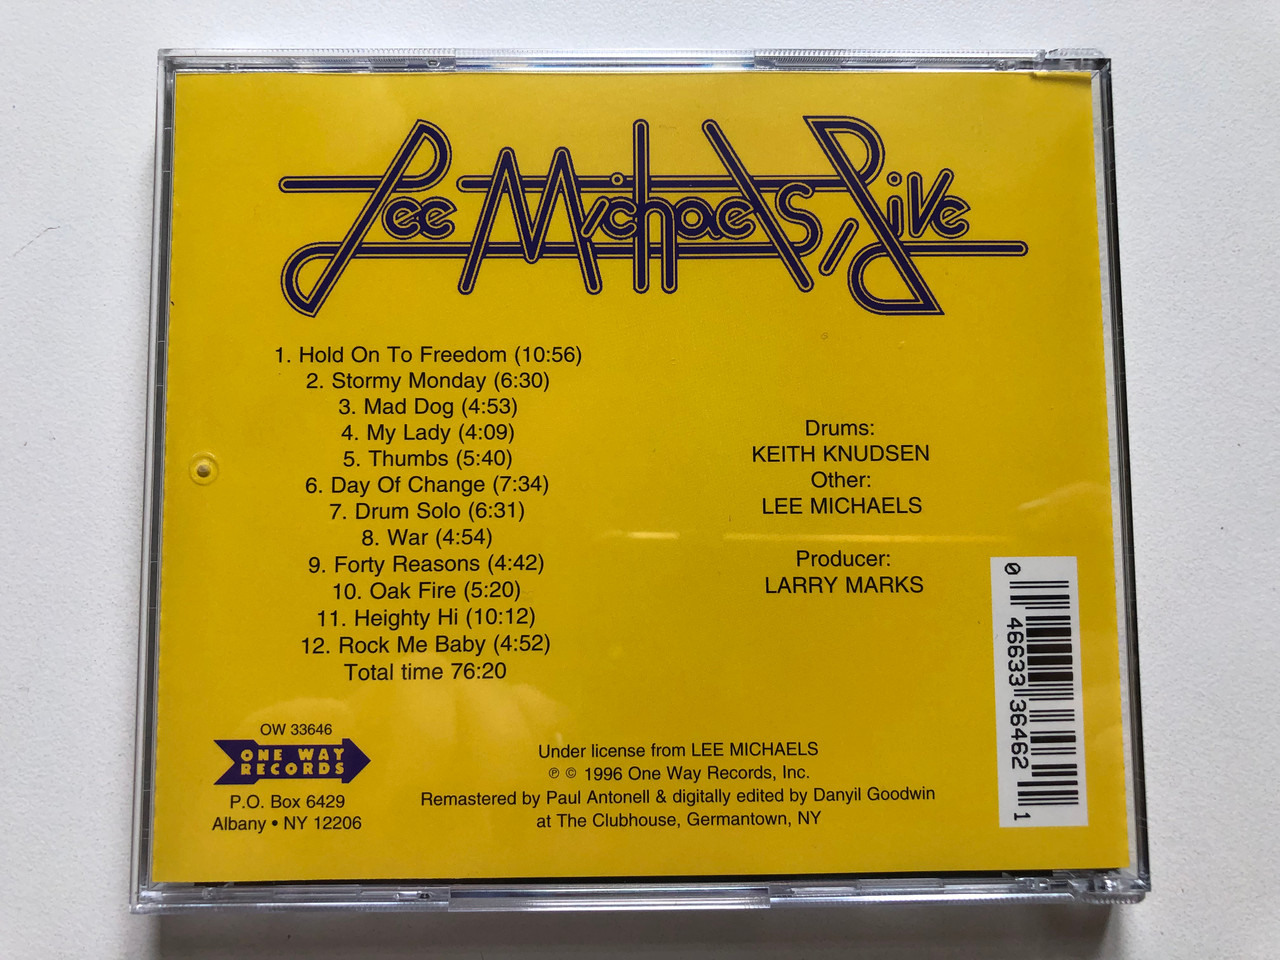 Lee Michaels, Live
1. Hold On To Freedom (10:56)
2. Stormy Monday (6:30)
3. Mad Dog (4:53)
4. My Lady (4:09)
5. Thumbs (5:40)
6. Day Of Change (7:34)
7. Drum Solo (6:31)
8. War (4:54)
9. Forty Reasons (4:42)
10. Oak Fire (5:20)
11. Heighty Hi (10:12)
12. Rock Me Baby (4:52)
Total time 76:20
Drums:
KEITH KNUDSEN
Other:
LEE MICHAELS
Producer:
LARRY MARKS
0 46633 36462 1
OW 33646
ONE WAY
RECORDS
P.O. Box 6429
Albany • NY 12206
Under license from LEE MICHAELS
℗ © 1996 One Way Records, Inc.
Remastered by Paul Antonell & digitally edited by Danyil Goodwin
at The Clubhouse, Germantown, NY